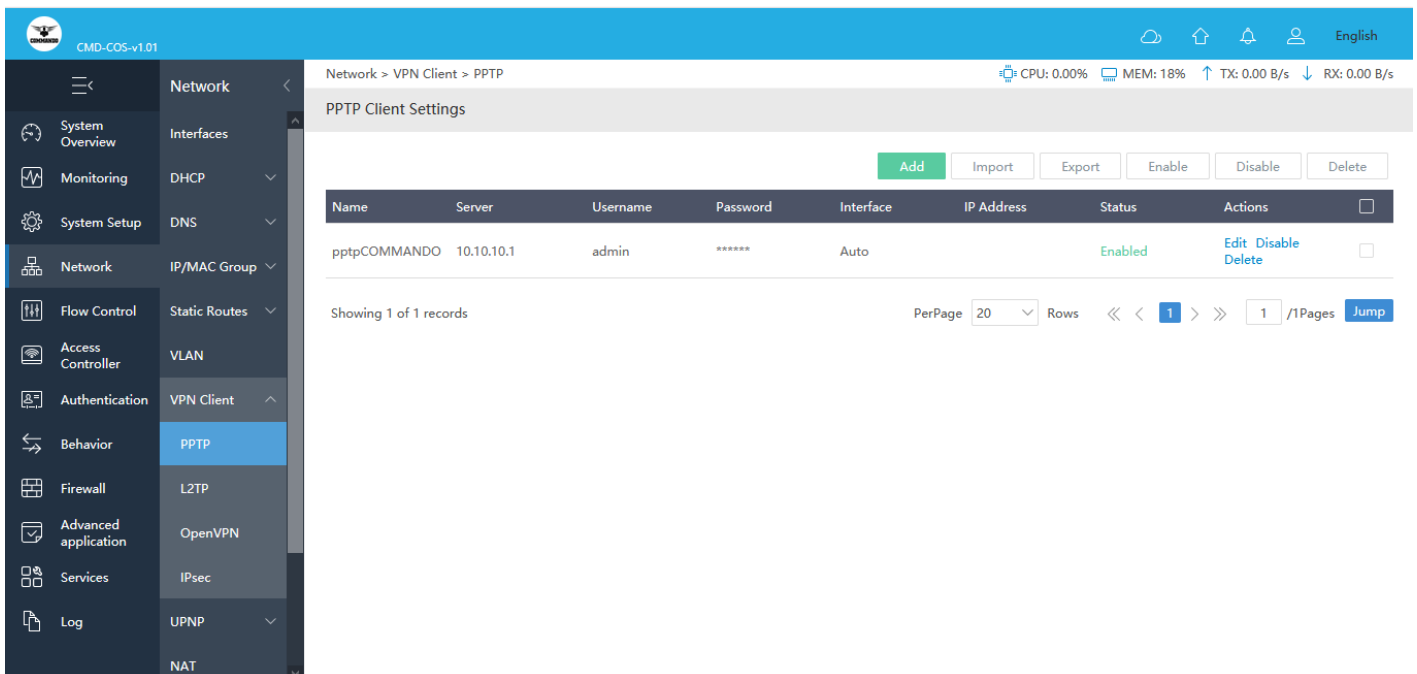 COMMANDO
CMD-COS-v1.01
English
Network
Network > VPN Client > PPTP
CPU: 0.00% MEM: 18% TX: 0.00 B/s RX: 0.00 B/s
PPTP Client Settings
System
Overview
Monitoring
System Setup
Network
Flow Control
Access
Controller
Authentication
Behavior
Firewall
Advanced
application
Services
Log
Interfaces
DHCP
DNS
IP/MAC Group
Static Routes
VLAN
VPN Client
PPTP
L2TP
OpenVPN
IPsec
UPNP
NAT
Add Import Export Enable Disable Delete
Name Server Username Password Interface IP Address Status Actions
pptpCOMMANDO 10.10.10.1 admin ****** Auto Enabled Edit Disable
Delete
Showing 1 of 1 records PerPage 20 Rows « < 1 > » 1 /1Pages Jump